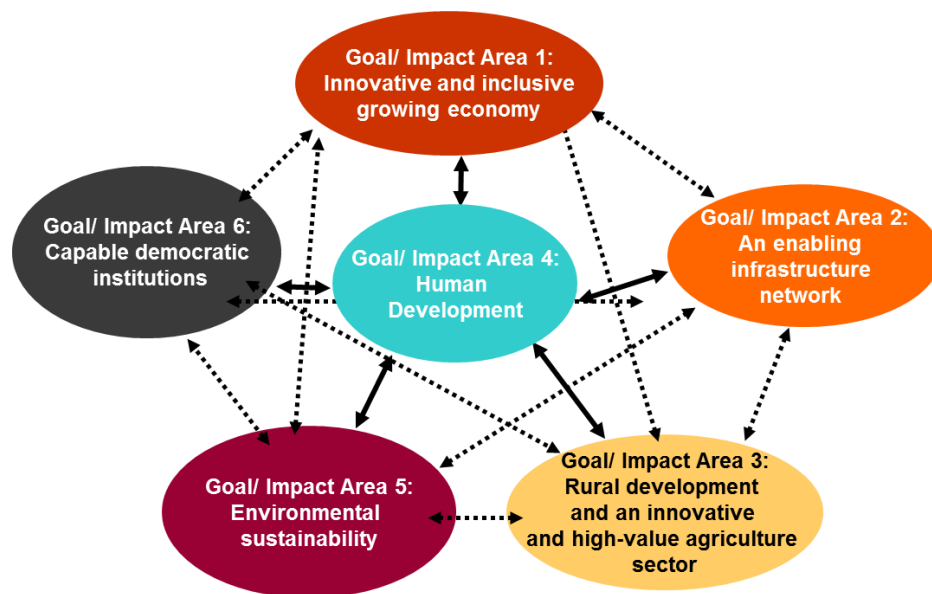 Goal/ Impact Area 1:
Innovative and inclusive
growing economy
Goal/ Impact Area 6:
Capable democratic
institutions
Goal/ Impact Area 4:
Human
Development
Goal/ Impact Area 2:
An enabling
infrastructure
network
Goal/ Impact Area 5:
Environmental
sustainability
Goal/ Impact Area 3:
Rural development
and an innovative
and high-value agriculture
sector